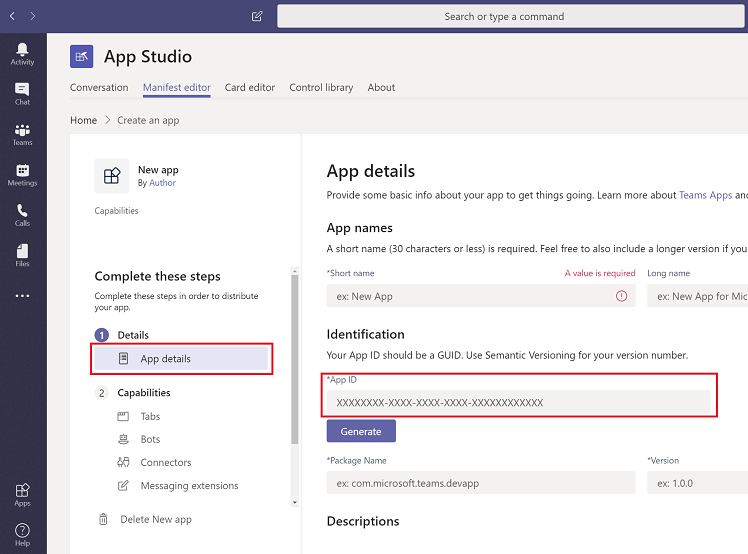 Search or type a command
Activity
Chat
Teams
Meetings
Calls
Files
Apps
Help
App Studio
Conversation Manifest editor Card editor Control library About
Home > Create an app
New app
By Author
Capabilities
Complete these steps
Complete these steps in order to distribute
your app.
1 Details
App details
2 Capabilities
Tabs
Bots
Connectors
Messaging extensions
Delete New app
App details
Provide some basic info about your app to get things going. Learn more about Teams Apps and
App names
A short name (30 characters or less) is required. Feel free to also include a longer version if you
*Short name A value is required Long name
ex: New App ex: New App for Mic
Identification
Your App ID should be a GUID. Use Semantic Versioning for your version number.
*App ID
XXXXXXXX-XXXX-XXXX-XXXX-XXXXXXXXXXXX
Generate
*Package Name *Version
ex: com.microsoft.teams.devapp ex: 1.0.0
Descriptions